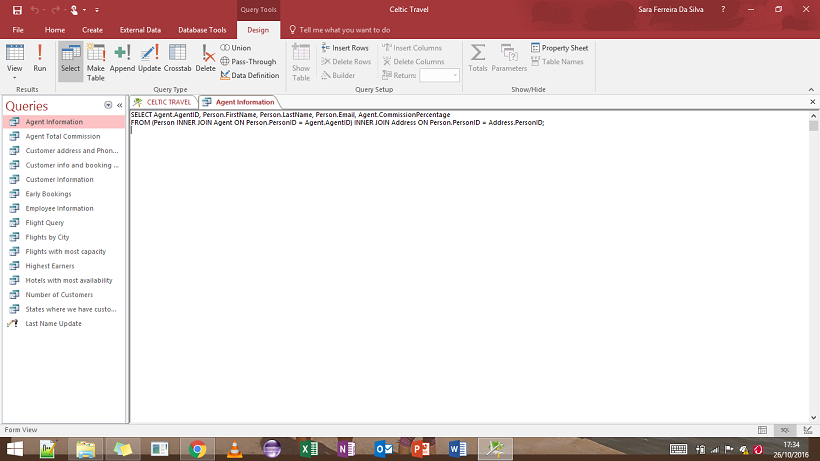 Query Tools
Celtic Travel
Sara Ferreira Da Silva
?
File
Home
Create
External Data
Database Tools
Design
Tell me what you want to do
View
Run
Results
Select
Make Table
Append
Update
Crosstab
Delete
Union
Pass-Through
Data Definition
Query Type
Show Table
Insert Rows
Delete Rows
Builder
Insert Columns
Delete Columns
Return:
Query Setup
Totals
Parameters
Property Sheet
Table Names
Show/Hide
Queries
CELTIC TRAVEL
Agent Information
Agent Information
Agent Total Commission
Customer address and Phon...
Customer info and booking ...
Customer Information
Early Bookings
Employee Information
Flight Query
Flights by City
Flights with most capacity
Highest Earners
Hotels with most availability
Number of Customers
States where we have custo...
Last Name Update
SELECT Agent.AgentID, Person.FirstName, Person.LastName, Person.Email, Agent.CommissionPercentage
FROM (Person INNER JOIN Agent ON Person.PersonID = Agent.AgentID) INNER JOIN Address ON Person.PersonID = Address.PersonID;
Form View
SQL
17:34
26/10/2016